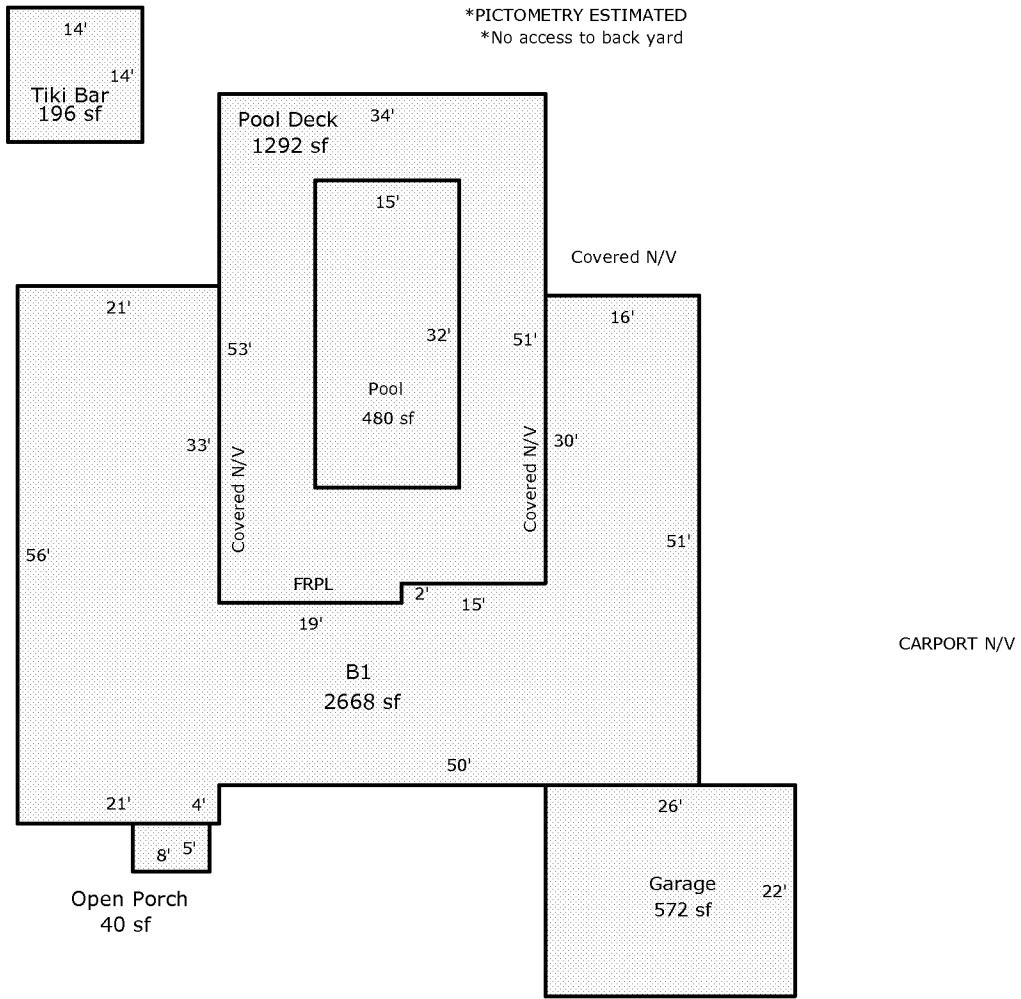 *PICTOMETRY ESTIMATED
*No access to back yard
14'
14'
Tiki Bar
196 sf
Pool Deck
1292 sf
34'
15'
32'
Pool
480 sf
53'
51'
Covered N/V
Covered N/V
Covered N/V
21'
33'
56'
16'
30'
51'
FRPL
2'
15'
19'
B1
2668 sf
CARPORT N/V
50'
21'
4'
8'
5'
Open Porch
40 sf
26'
Garage
572 sf
22'